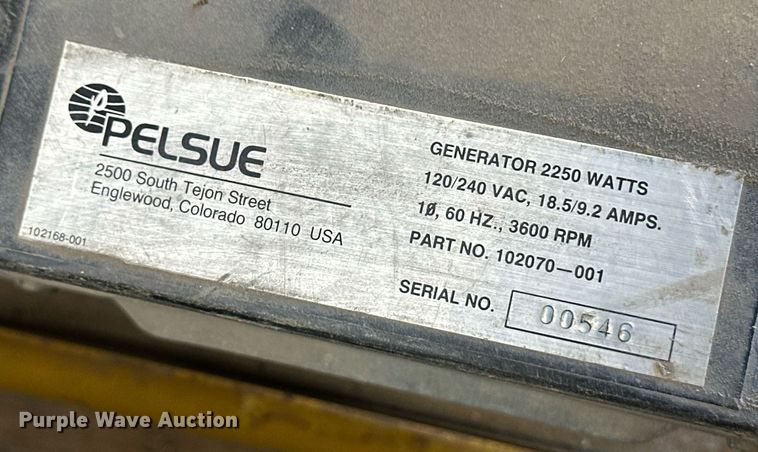 PELSUE
2500 South Tejon Street
Englewood, Colorado 80110 USA
102168-001
GENERATOR 2250 WATTS
120/240 VAC, 18.5/9.2 AMPS.
1Ø, 60 HZ., 3600 RPM
PART NO. 102070—001
SERIAL NO. 00546
Purple Wave Auction